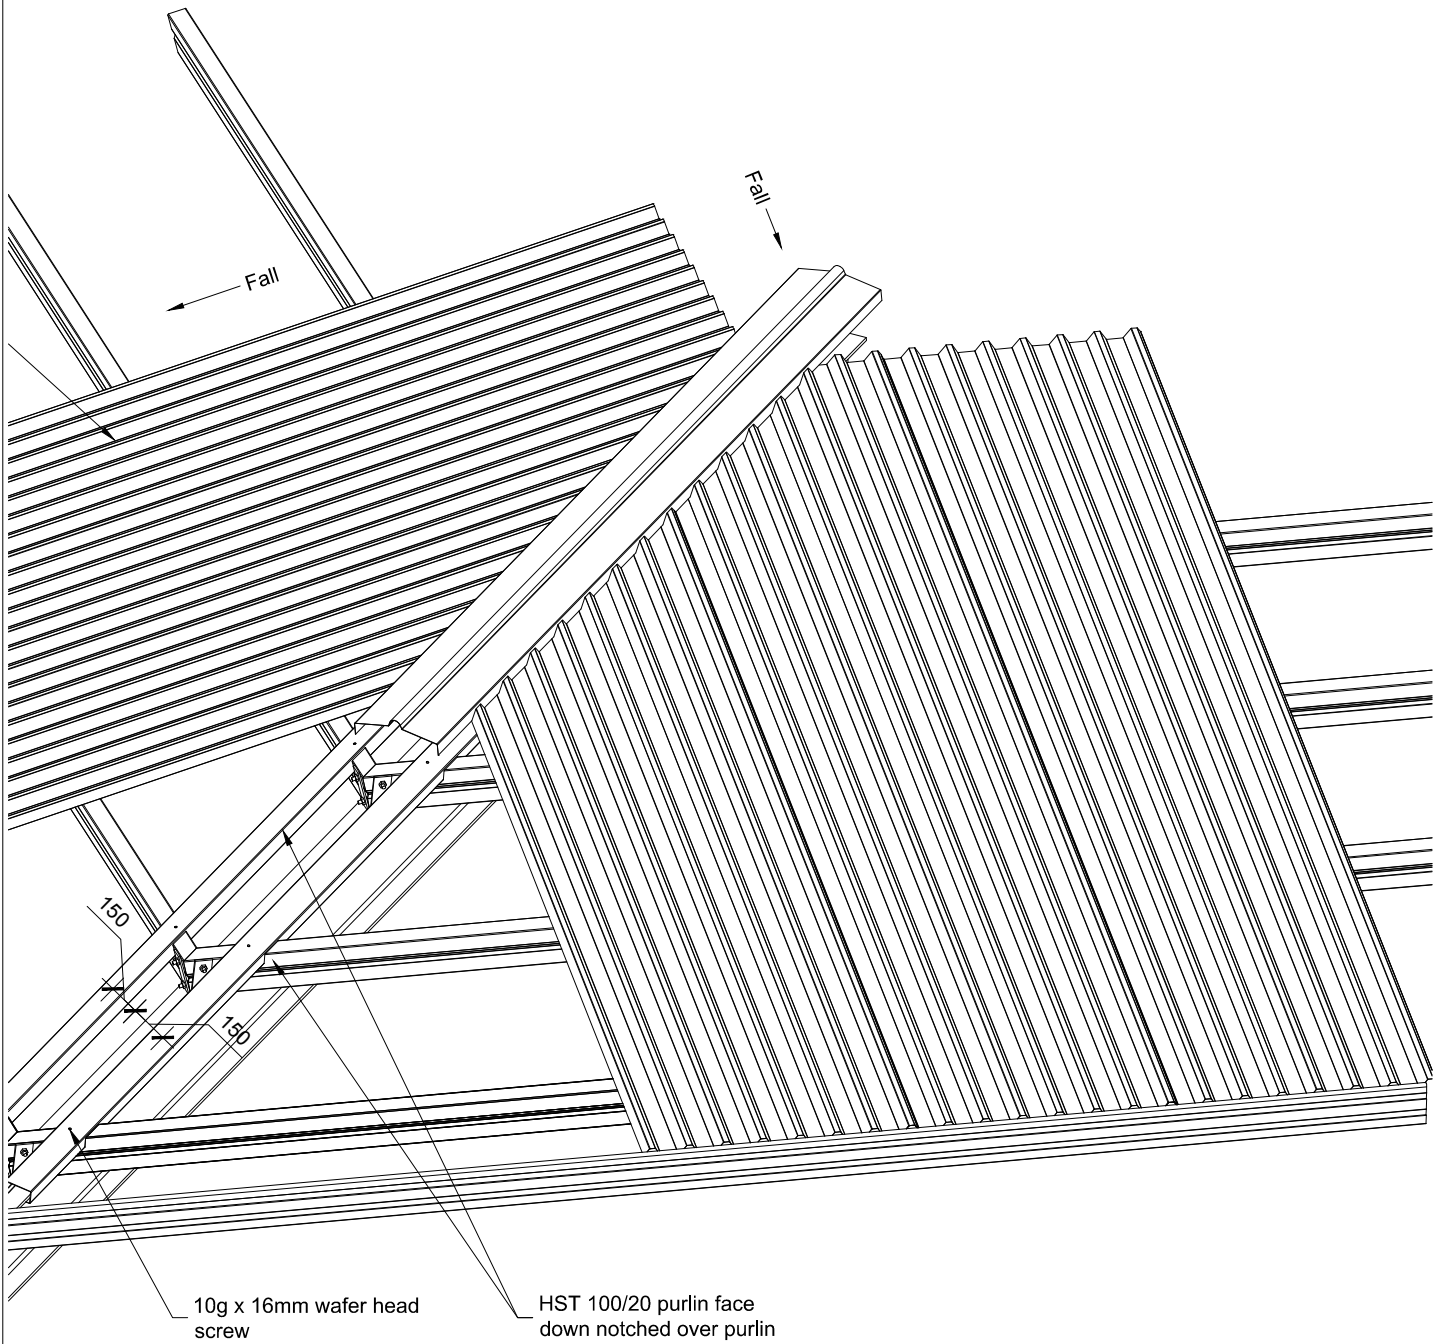 Fall
Fall
150
150
10g x 16mm wafer head
screw
HST 100/20 purlin face
down notched over purlin